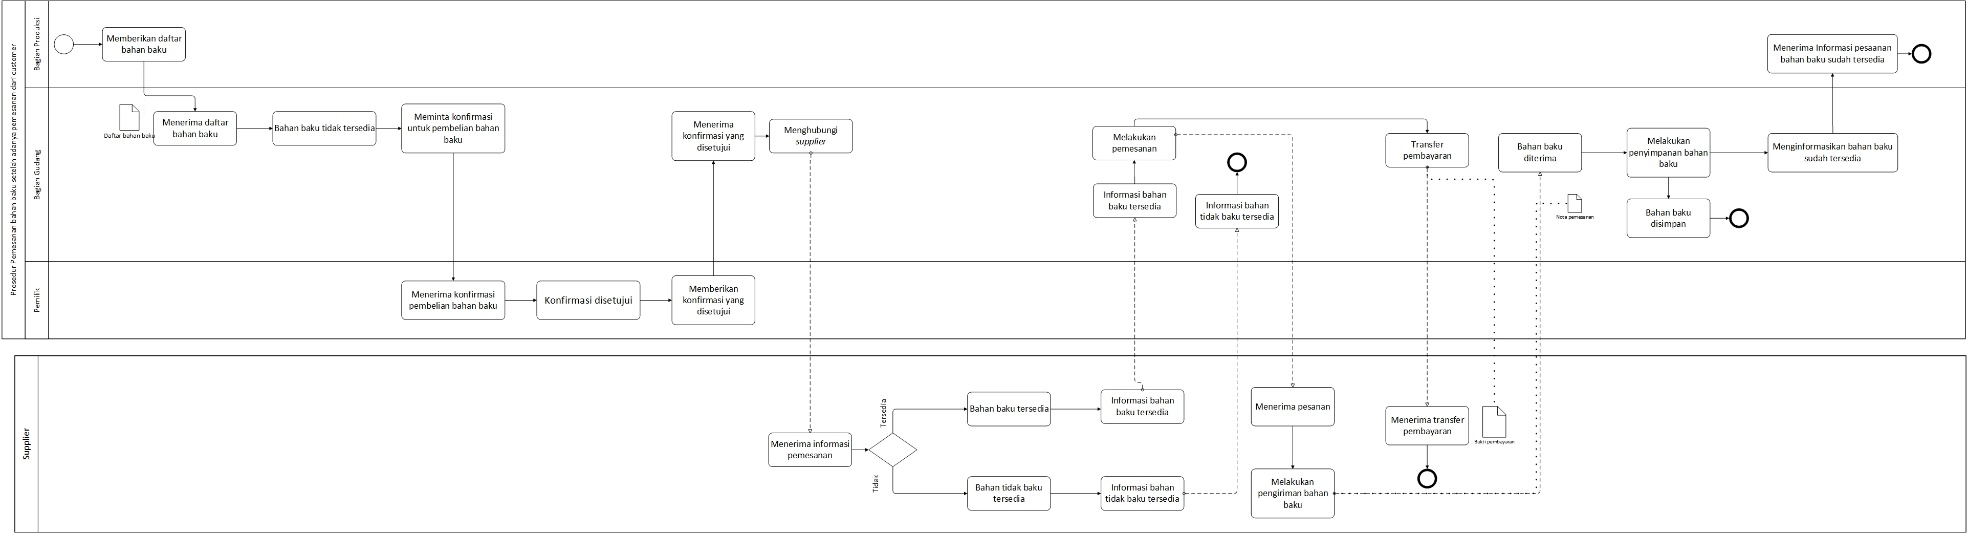 Prosedur Pemesanan bahan baku setelah adanya pemesanan dari customer
Bagian Produksi
Memberikan daftar
bahan baku
Menerima Informasi pesaanan
bahan baku sudah tersedia
Bagian Gudang
Daftar bahan baku
Menerima daftar
bahan baku
Bahan baku tidak tersedia
Meminta konfirmasi
untuk pembelian bahan
baku
Menerima
konfirmasi yang
disetujui
Menghubungi
supplier
Melakukan
pemesanan
Informasi bahan
baku tersedia
Informasi bahan
tidak baku tersedia
Transfer
pembayaran
Bahan baku
diterima
Nota pemesanan
Melakukan
penyimpanan bahan
baku
Bahan baku
disimpan
Menginformasikan bahan baku
sudah tersedia
Pemilik
Menerima konfirmasi
pembelian bahan baku
Konfirmasi disetujui
Memberikan
konfirmasi yang
disetujui
Supplier
Menerima informasi
pemesanan
Tersedia
Tidak
Bahan baku tersedia
Informasi bahan
baku tersedia
Bahan tidak baku
tersedia
Informasi bahan
tidak baku tersedia
Menerima pesanan
Melakukan
pengiriman bahan
baku
Menerima transfer
pembayaran
Bukti pembayaran